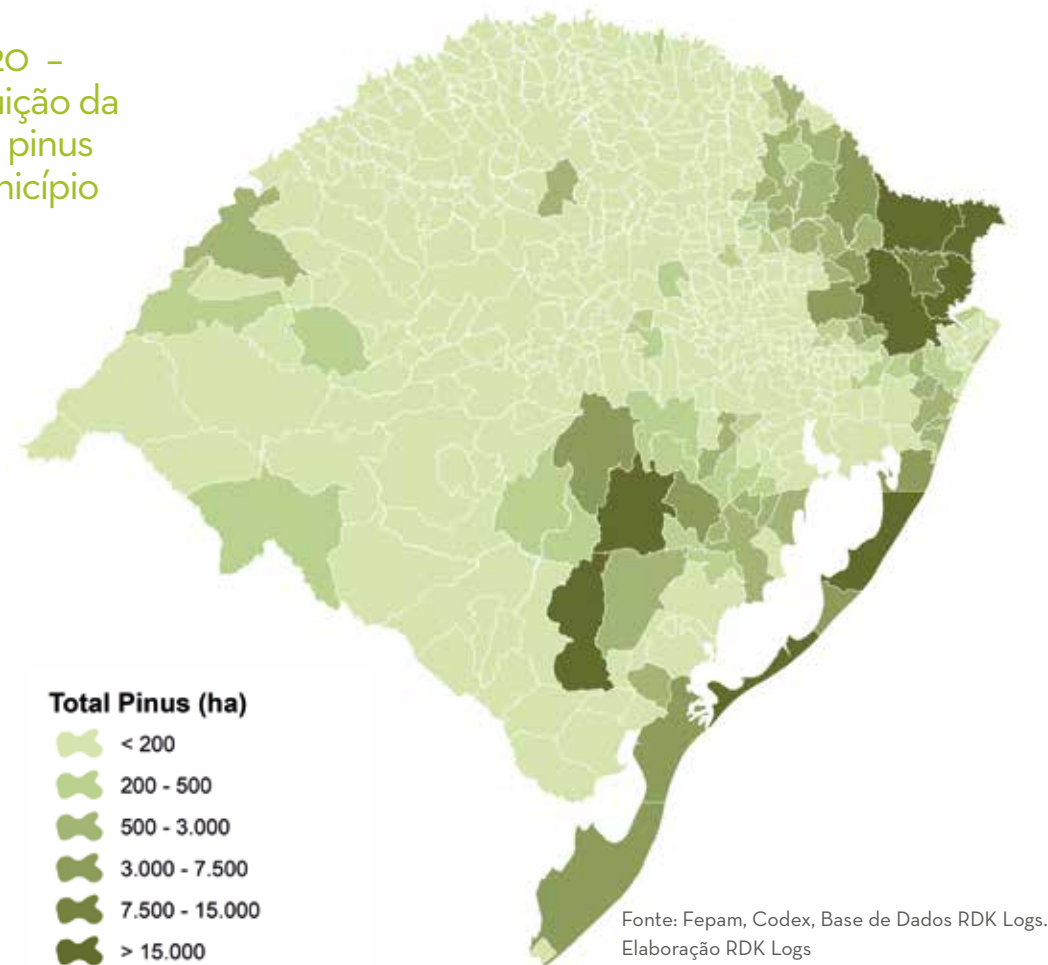 20 –
uição da
pinus
nicípio
Total Pinus (ha)
< 200
200 - 500
500 - 3.000
3.000 - 7.500
7.500 - 15.000
> 15.000
Fonte: Fepam, Codex, Base de Dados RDK Logs.
Elaboração RDK Logs